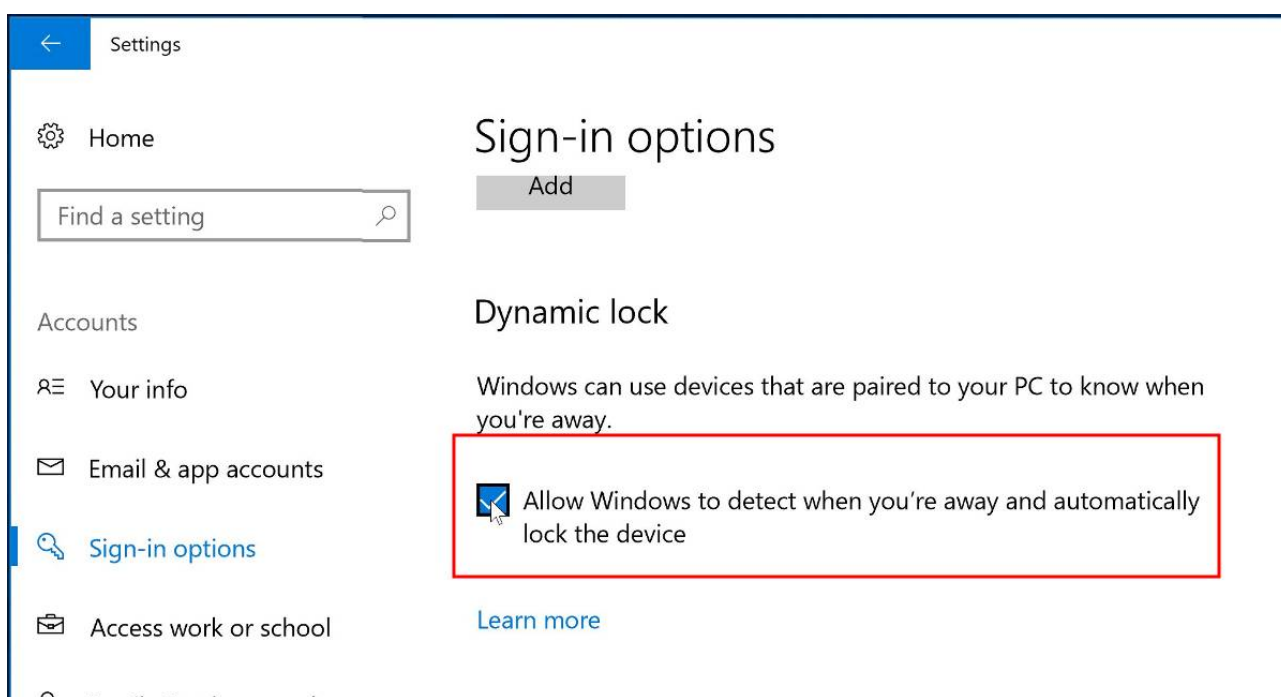 Settings
Home
Find a setting
Accounts
Your info
Email & app accounts
Sign-in options
Access work or school
Sign-in options
Add
Dynamic lock
Windows can use devices that are paired to your PC to know when
you're away.
Allow Windows to detect when you're away and automatically
lock the device
Learn more